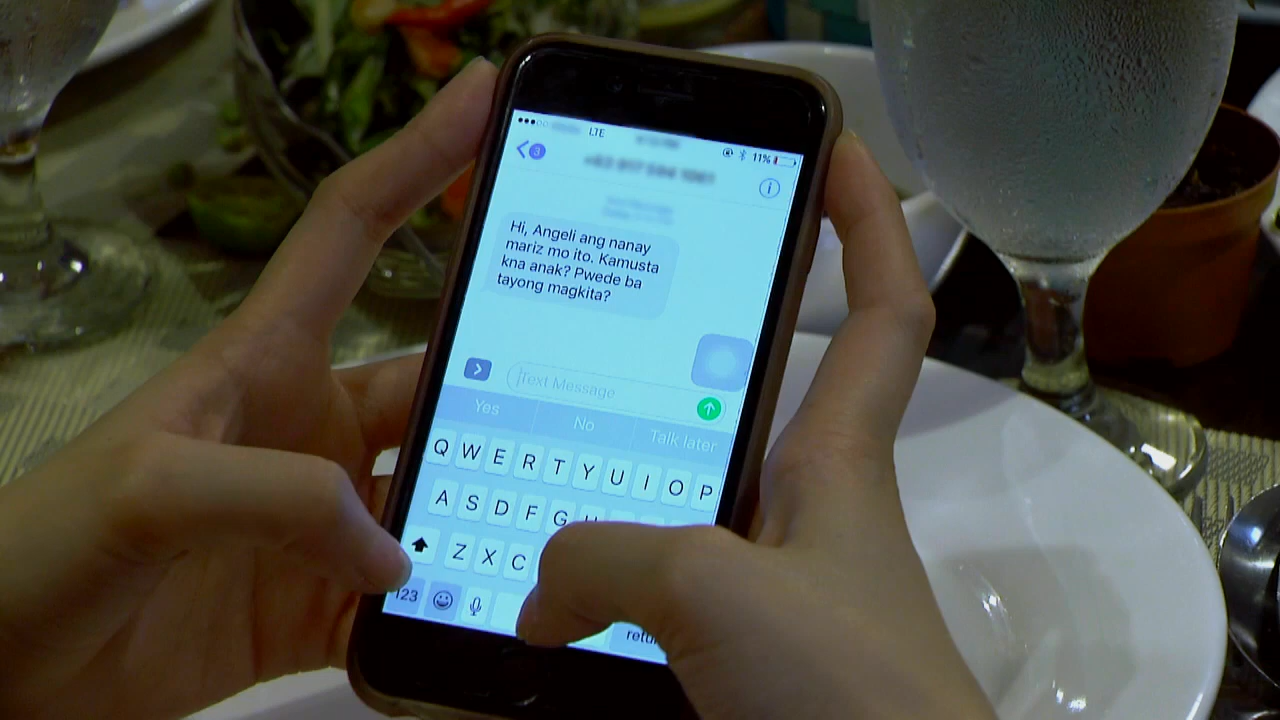 LTE
11%
3
Hi, Angeli ang nanay
mariz mo ito. Kamusta
kna anak? Pwede ba
tayong magkita?
Text Message
Yes No Talk later
Q W E R T Y U I O P
A S D F G
Z X C
123